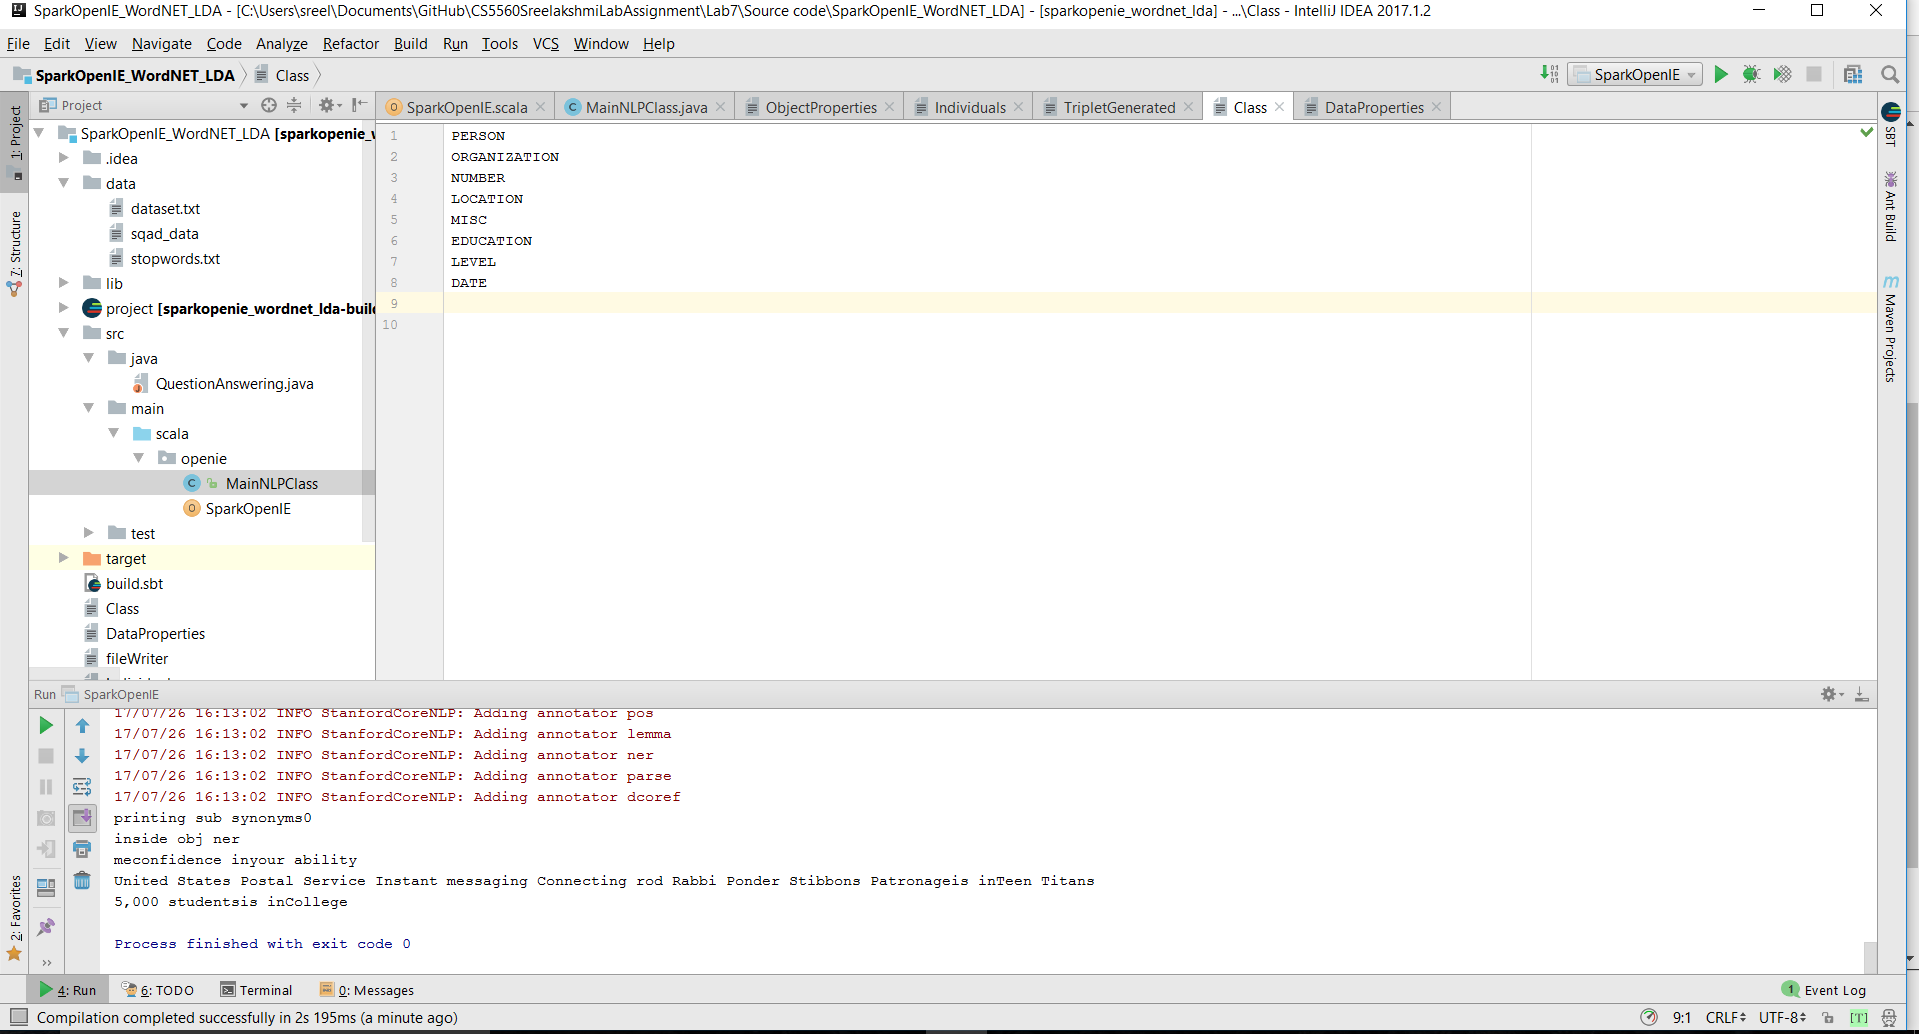 SparkOpenIE_WordNET_LDA - [C:\Users\sreel\Documents\GitHub\CS5560SreelakshmiLabAssignment\Lab7\Source code\SparkOpenIE_WordNET_LDA] - [sparkopenie_wordnet_lda] - ...\Class - IntelliJ IDEA 2017.1.2
File Edit View Navigate Code Analyze Refactor Build Run Tools VCS Window Help
SparkOpenIE_WordNET_LDA Class SparkOpenIE
Project
SparkOpenIE.scala MainNLPClass.java ObjectProperties Individuals TripletGenerated Class DataProperties
1: Project
7: Structure
2: Favorites
SparkOpenIE_WordNET_LDA [sparkopenie_w
.idea
data
dataset.txt
sqad_data
stopwords.txt
lib
project [sparkopenie_wordnet_lda-build
src
java
QuestionAnswering.java
main
scala
openie
MainNLPClass
SparkOpenIE
test
target
build.sbt
Class
DataProperties
fileWriter
1 PERSON
2 ORGANIZATION
3 NUMBER
4 LOCATION
5 MISC
6 EDUCATION
7 LEVEL
8 DATE
9
10
SBT
Ant Build
Maven Projects
Run SparkOpenIE
17/07/26 16:13:02 INFO StanfordCoreNLP: Adding annotator pos
17/07/26 16:13:02 INFO StanfordCoreNLP: Adding annotator lemma
17/07/26 16:13:02 INFO StanfordCoreNLP: Adding annotator ner
17/07/26 16:13:02 INFO StanfordCoreNLP: Adding annotator parse
17/07/26 16:13:02 INFO StanfordCoreNLP: Adding annotator dcoref
printing sub synonyms0
inside obj ner
meconfidence inyour ability
United States Postal Service Instant messaging Connecting rod Rabbi Ponder Stibbons Patronageis inTeen Titans
5,000 studentsis inCollege
Process finished with exit code 0
4: Run 6: TODO Terminal 0: Messages 1 Event Log
Compilation completed successfully in 2s 195ms (a minute ago) 9:1 CRLF UTF-8 [T]